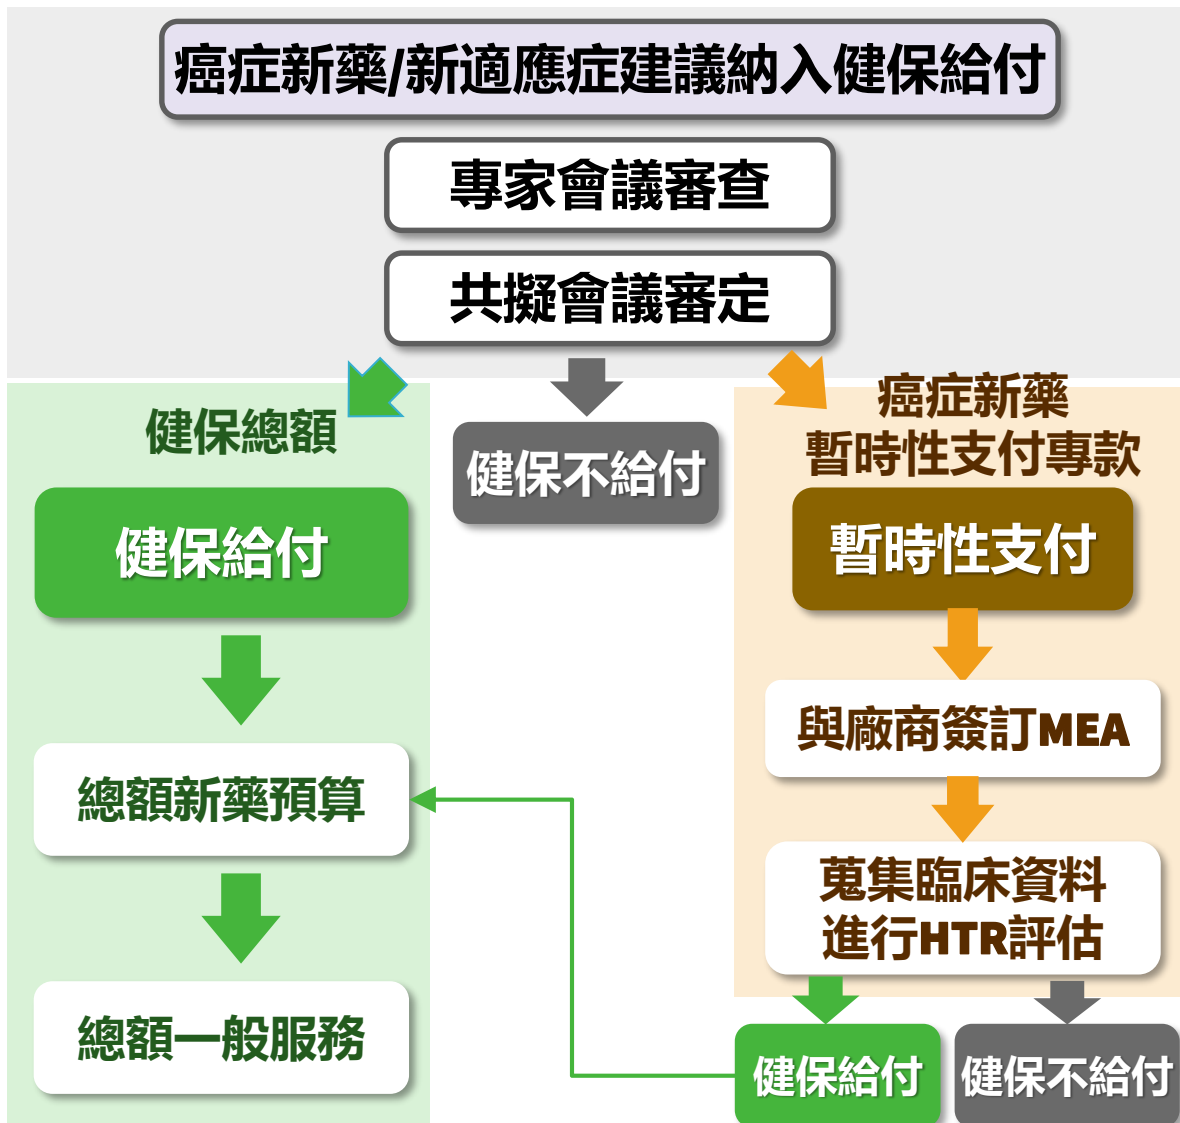 癌症新藥/新適應症建議納入健保給付
專家會議審查
共擬會議審定
健保總額
健保給付
總額新藥預算
總額一般服務
健保不給付
癌症新藥
暫時性支付專款
暫時性支付
與廠商簽訂MEA
蒐集臨床資料
進行HTR評估
健保給付
健保不給付